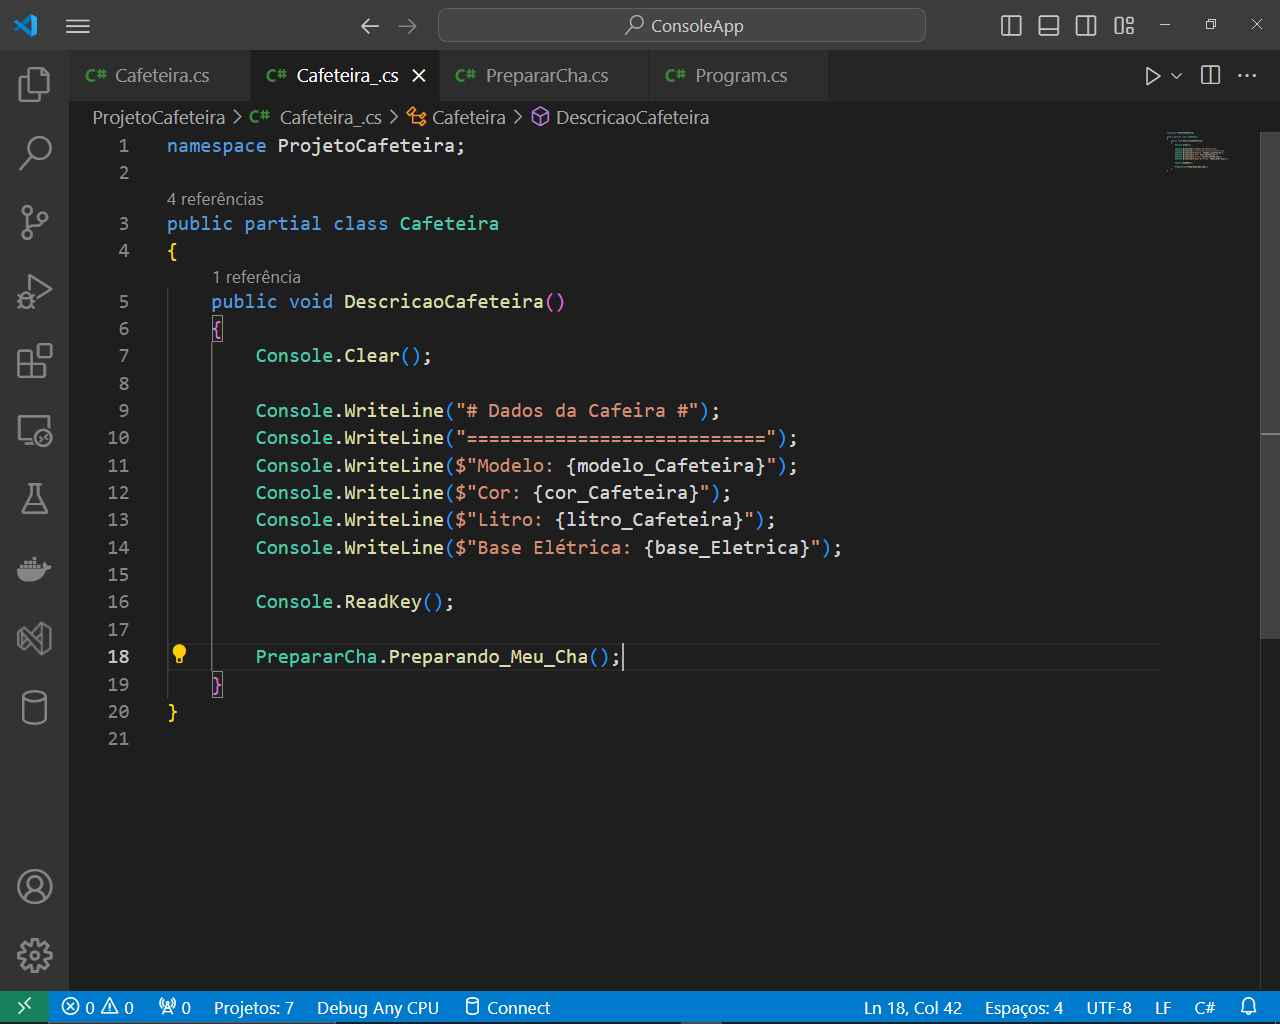 ConsoleApp
C# Cafeteira.cs
C# Cafeteira_.cs
C# PrepararCha.cs
C# Program.cs
ProjetoCafeteira > C# Cafeteira_.cs > Cafeteira > DescricaoCafeteira
1 namespace ProjetoCafeteira;
2
4 referências
3 public partial class Cafeteira
4 {
1 referência
5 public void DescricaoCafeteira()
6 {
7 Console.Clear();
8
9 Console.WriteLine("# Dados da Cafeira #");
10 Console.WriteLine("===========================");
11 Console.WriteLine($"Modelo: {modelo_Cafeteira}");
12 Console.WriteLine($"Cor: {cor_Cafeteira}");
13 Console.WriteLine($"Litro: {litro_Cafeteira}");
14 Console.WriteLine($"Base Elétrica: {base_Eletrica}");
15
16 Console.ReadKey();
17
18 PrepararCha.Preparando_Meu_Cha();
19 }
20 }
21
0 0 0 Projetos: 7 Debug Any CPU Connect Ln 18, Col 42 Espaços: 4 UTF-8 LF C#